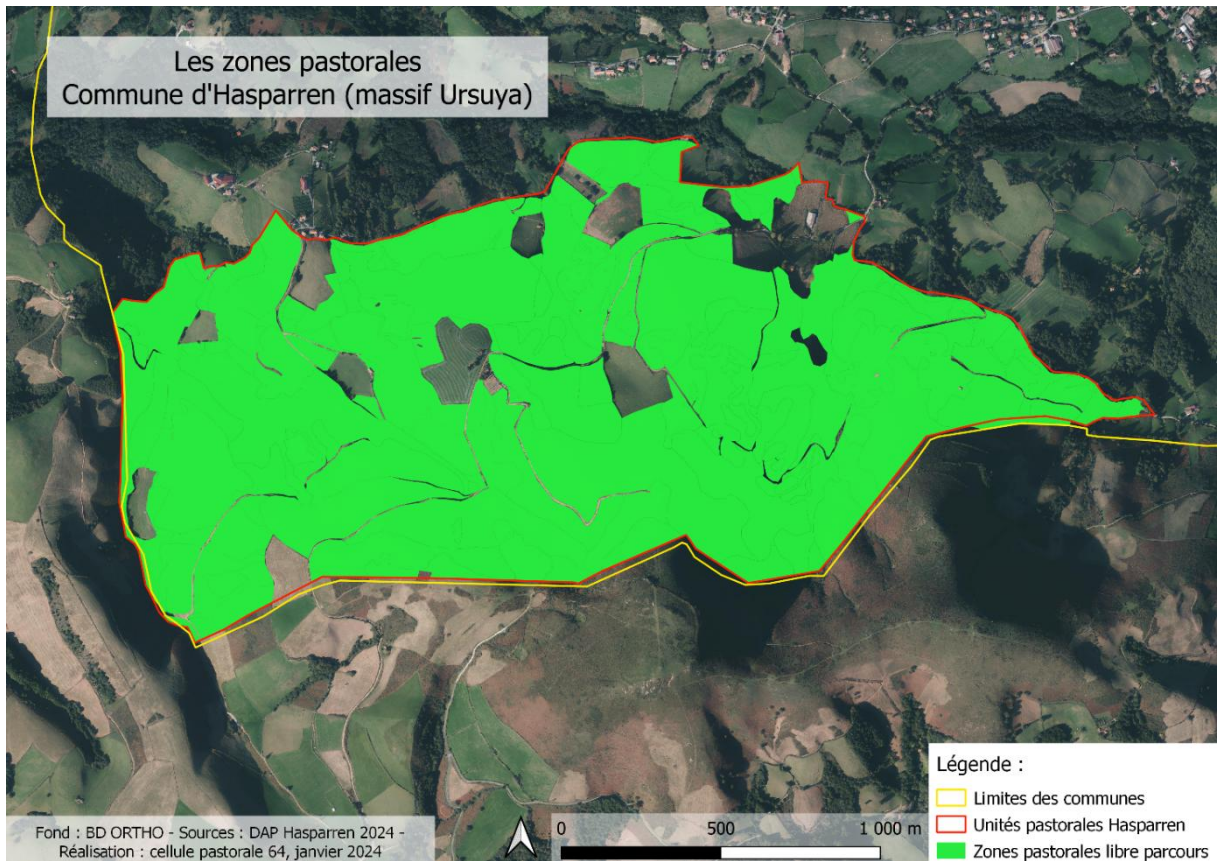 Les zones pastorales
Commune d'Hasparren (massif Ursuya)
Légende :
Limites des communes
Unités pastorales Hasparren
Zones pastorales libre parcours
Fond : BD ORTHO - Sources : DAP Hasparren 2024 -
Réalisation : cellule pastorale 64, janvier 2024
0 500 1 000 m